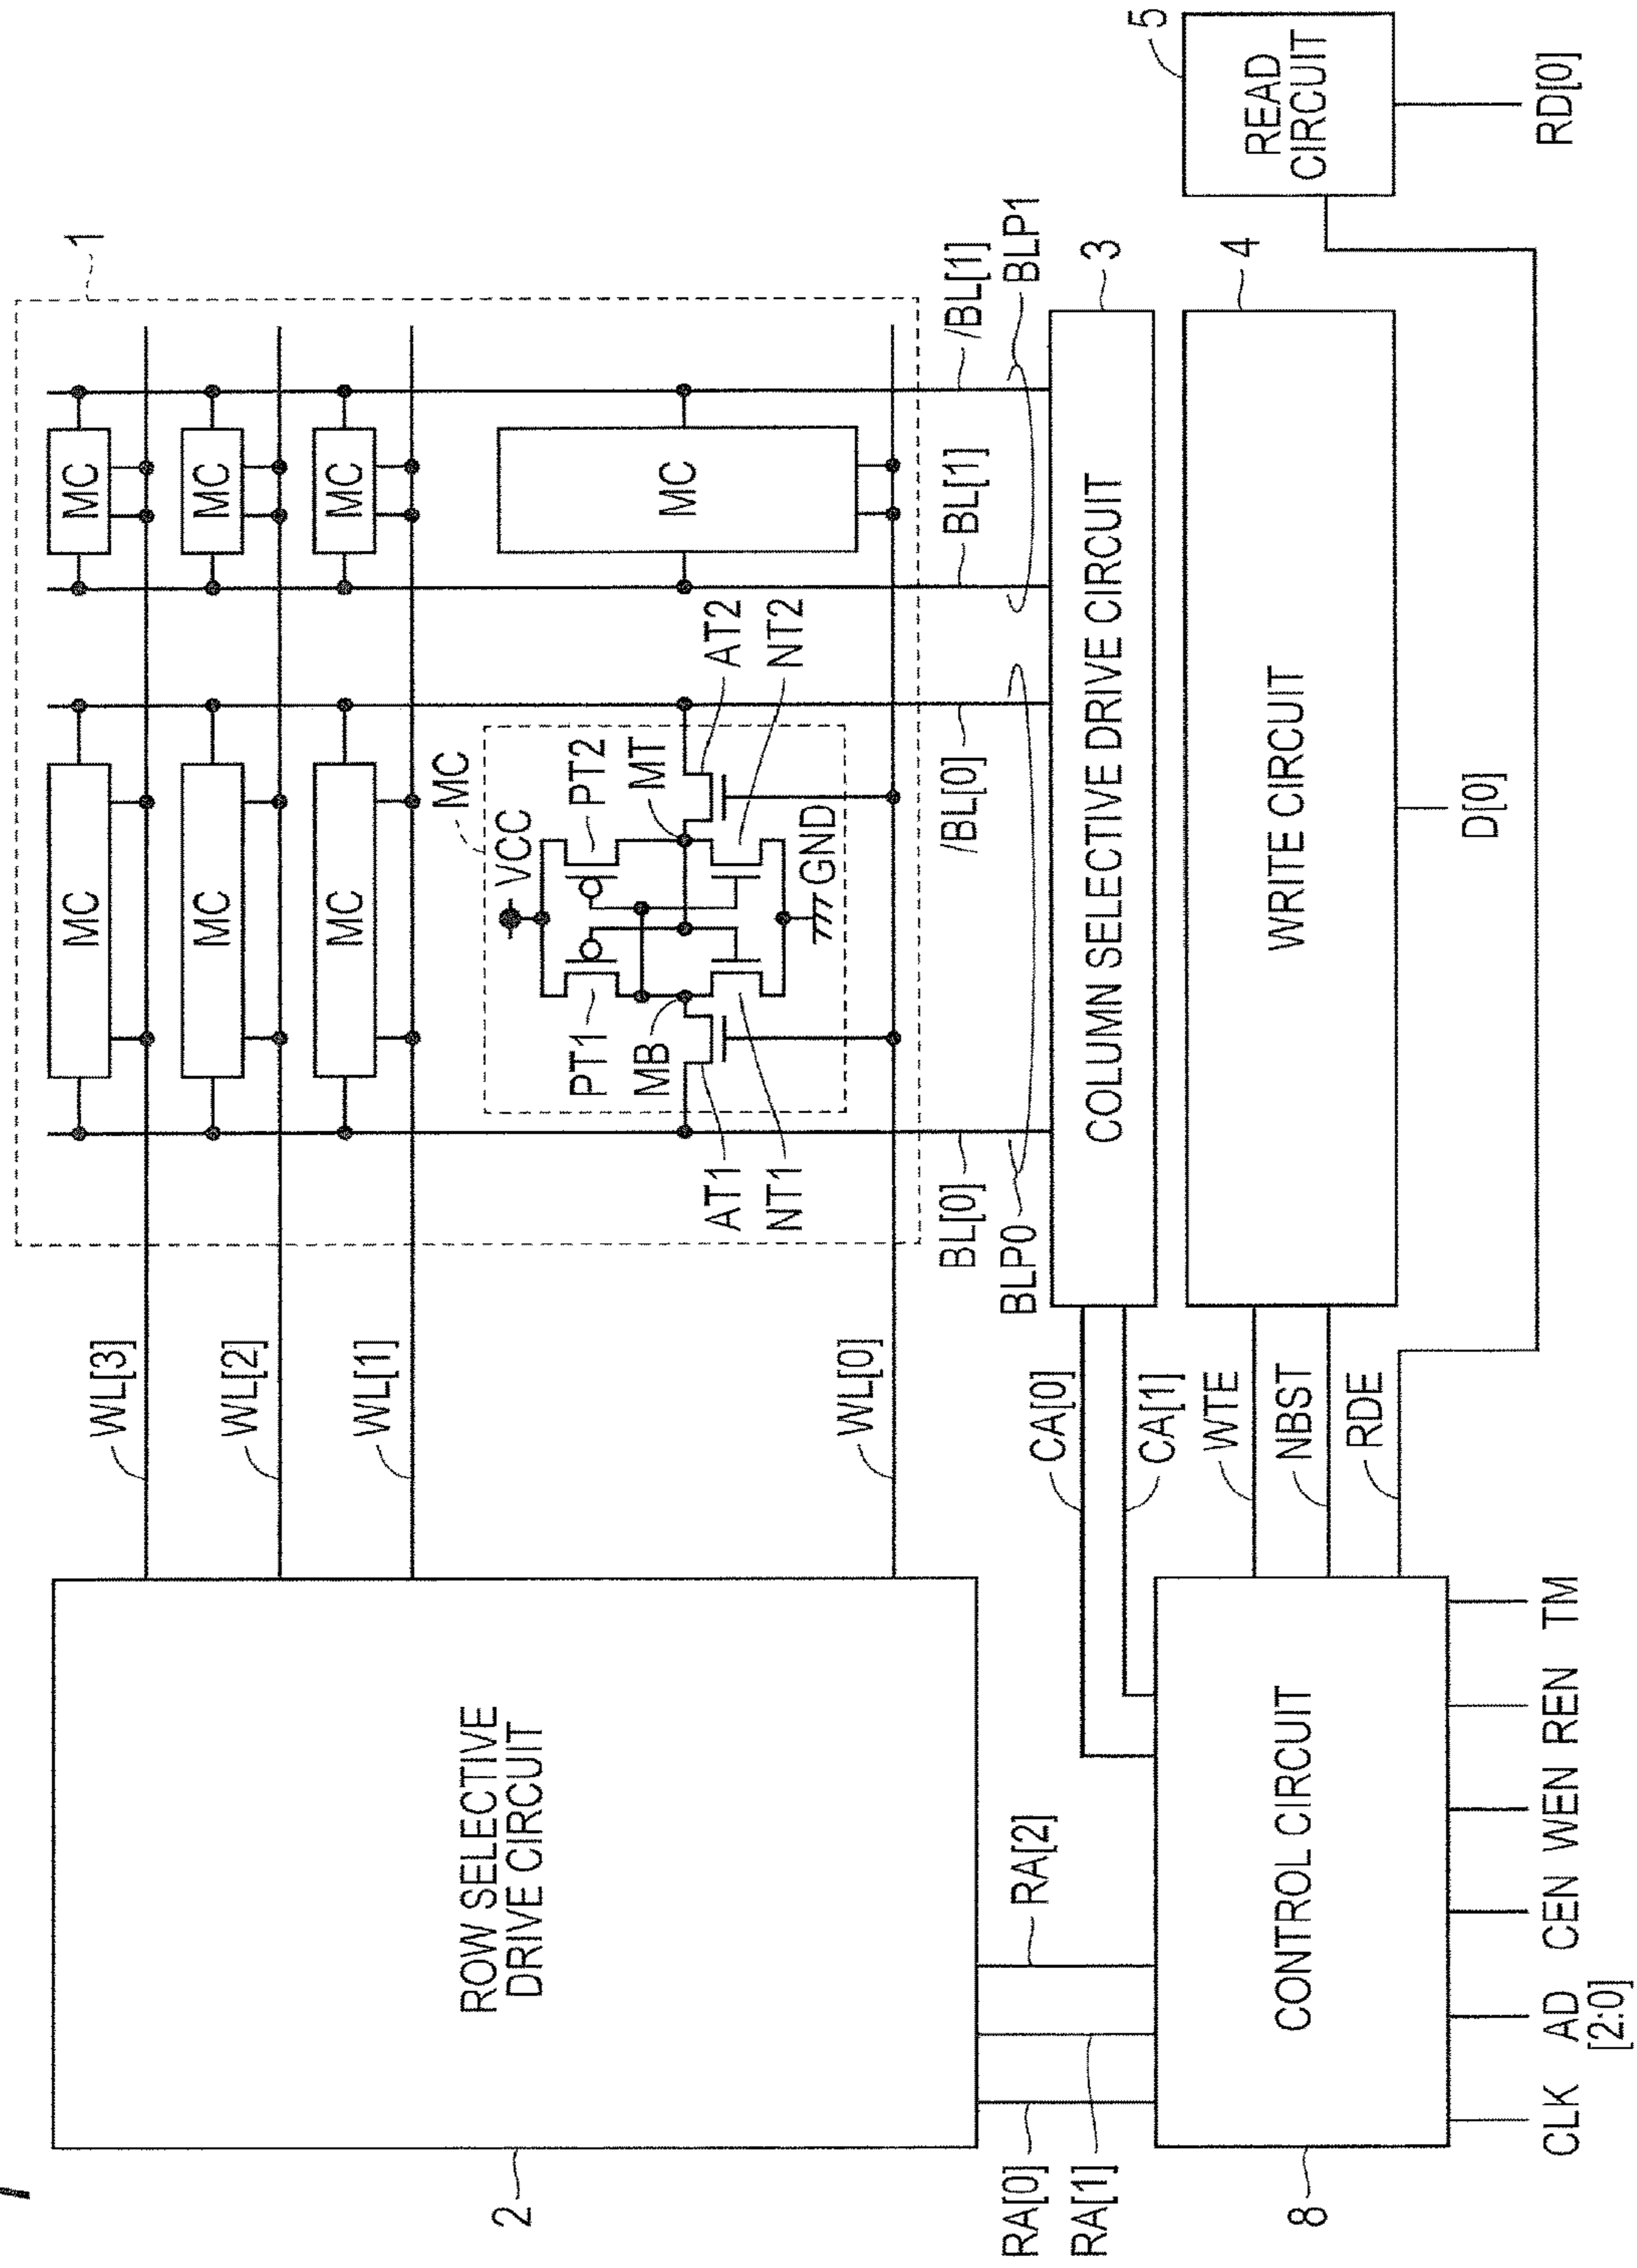 1
WL[3]
WL[2]
WL[1]
WL[0]
MC
MC
MC
MC
MC
MC
MC
MC
VCC
PT1
PT2
MB
MT
GND
AT1
NT1
AT2
NT2
ROW SELECTIVE
DRIVE CIRCUIT
2
BL[0]
/BL[0]
BL[1]
/BL[1]
BLP0
BLP1
RA[0]
RA[1]
RA[2]
CA[0]
CA[1]
COLUMN SELECTIVE DRIVE CIRCUIT
3
WTE
NBST
RDE
WRITE CIRCUIT
4
D[0]
READ
CIRCUIT
5
RD[0]
CONTROL CIRCUIT
8
CLK AD CEN WEN REN TM
[2:0]